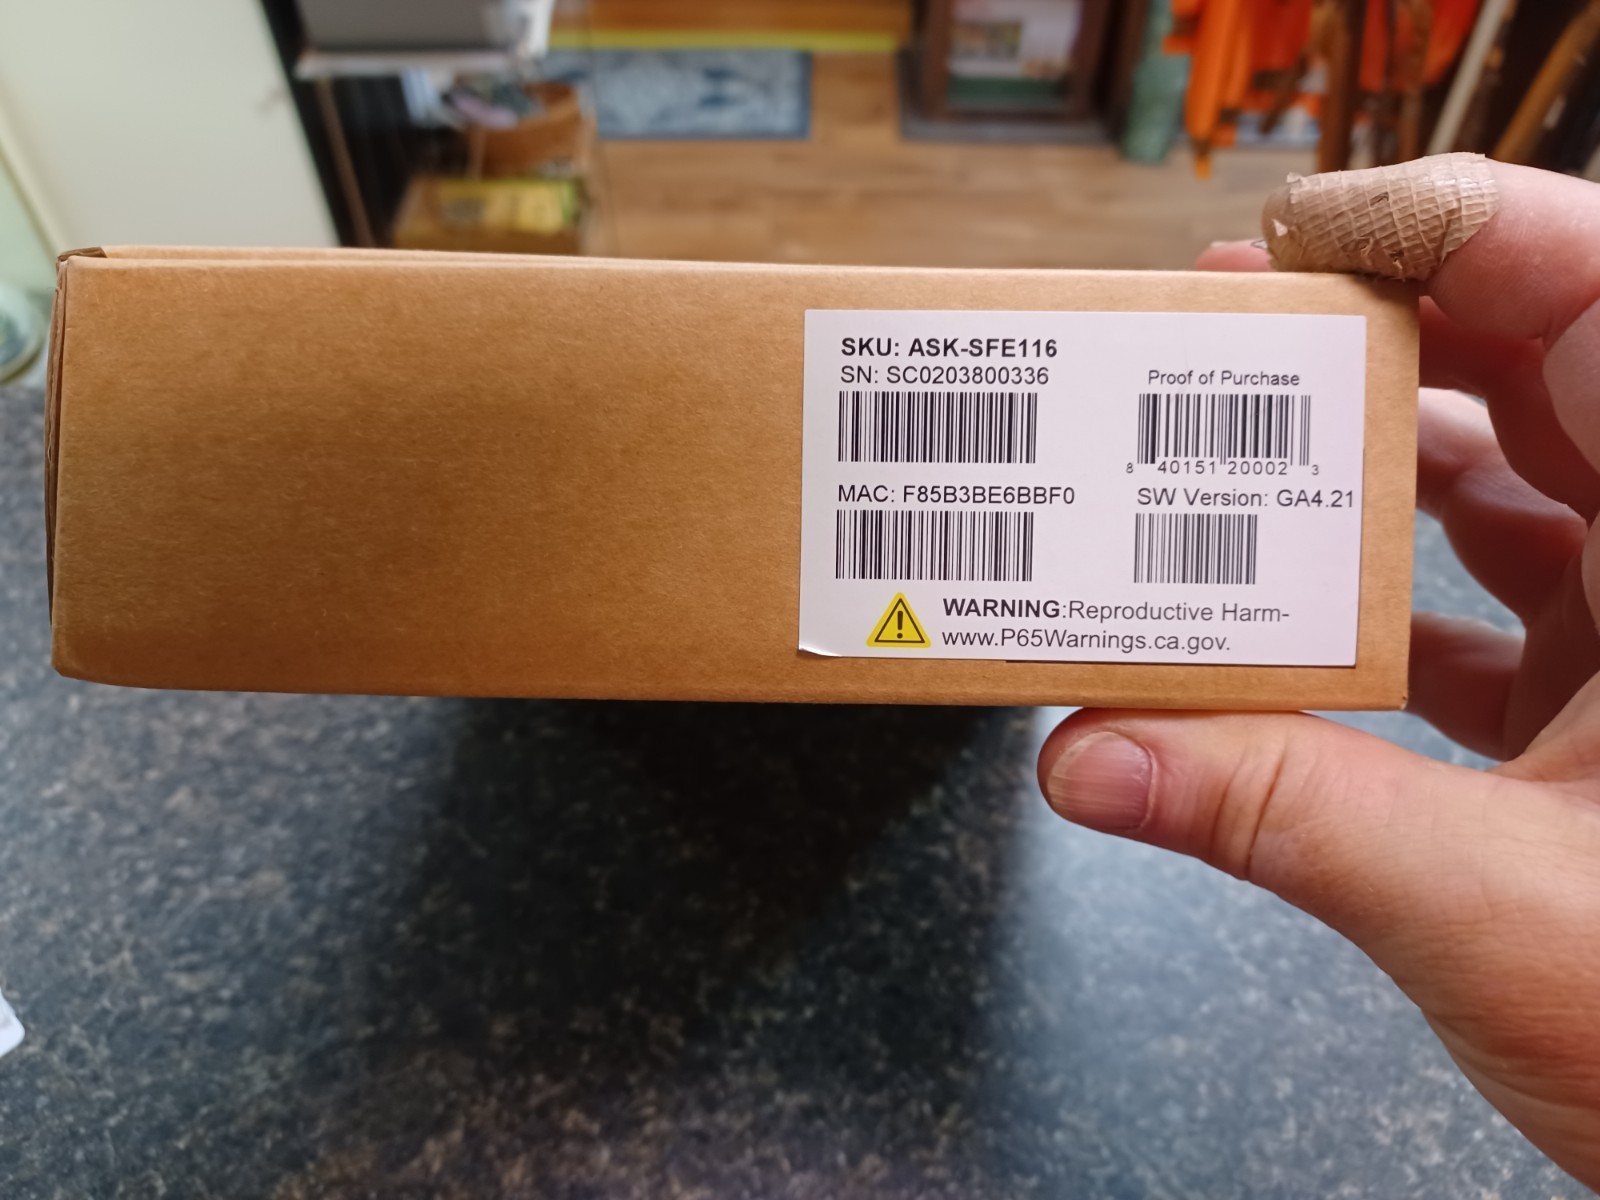 SKU: ASK-SFE116
SN: SC0203800336
Proof of Purchase
8 40151 20002 3
MAC: F85B3BE6BBF0
SW Version: GA4.21
WARNING:Reproductive Harm-
www.P65Warnings.ca.gov.